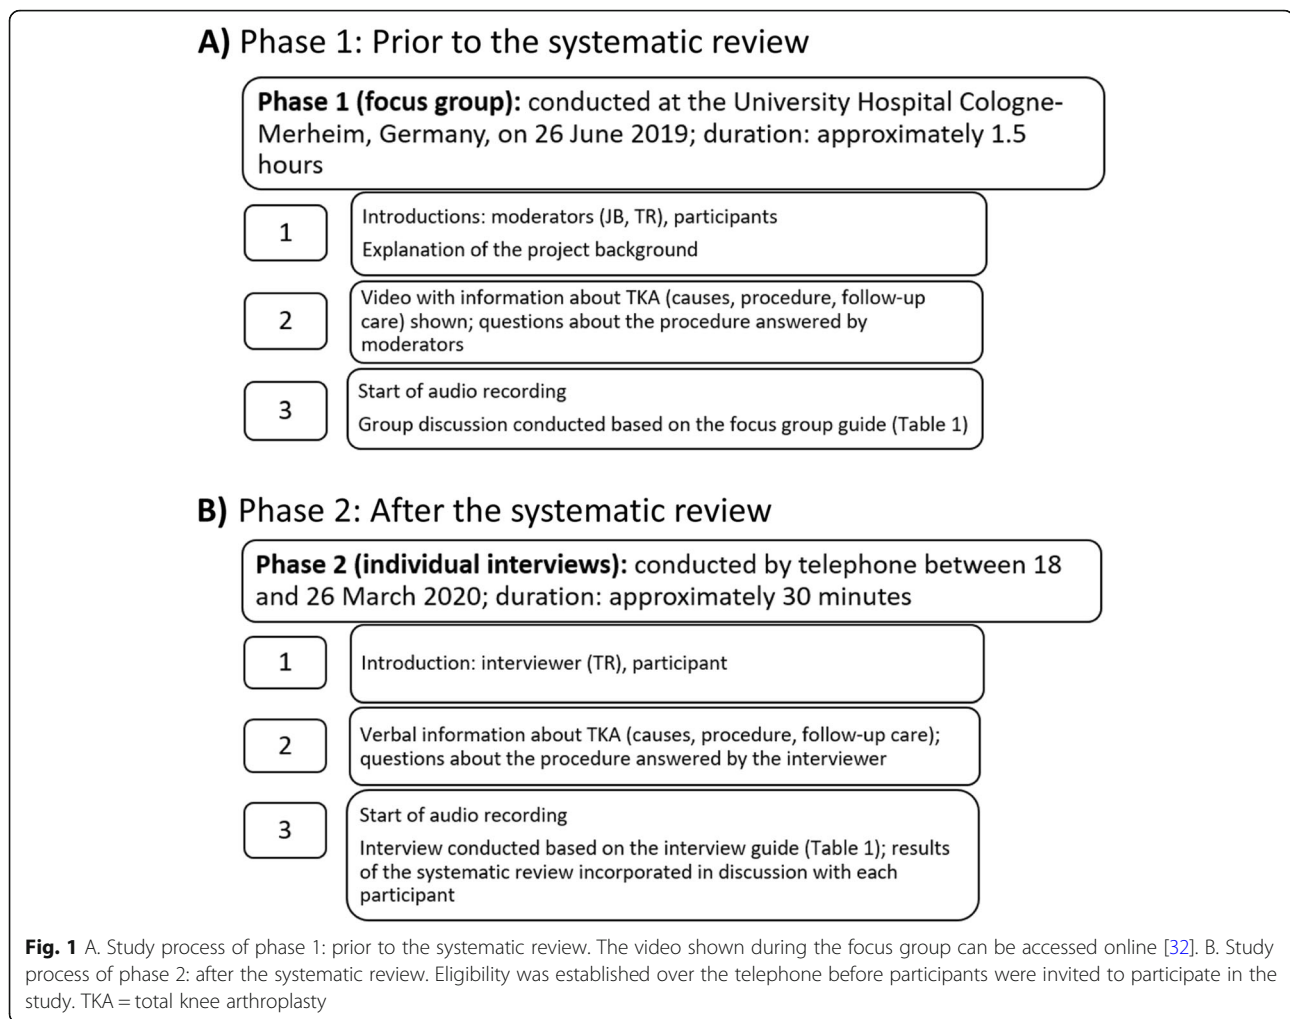 A) Phase 1: Prior to the systematic review
Phase 1 (focus group): conducted at the University Hospital Cologne-
Merheim, Germany, on 26 June 2019; duration: approximately 1.5
hours
1
Introductions: moderators (JB, TR), participants
Explanation of the project background
2
Video with information about TKA (causes, procedure, follow-up
care) shown; questions about the procedure answered by
moderators
3
Start of audio recording
Group discussion conducted based on the focus group guide (Table 1)
B) Phase 2: After the systematic review
Phase 2 (individual interviews): conducted by telephone between 18
and 26 March 2020; duration: approximately 30 minutes
1
Introduction: interviewer (TR), participant
2
Verbal information about TKA (causes, procedure, follow-up care);
questions about the procedure answered by the interviewer
3
Start of audio recording
Interview conducted based on the interview guide (Table 1); results
of the systematic review incorporated in discussion with each
participant
Fig. 1 A. Study process of phase 1: prior to the systematic review. The video shown during the focus group can be accessed online [32]. B. Study
process of phase 2: after the systematic review. Eligibility was established over the telephone before participants were invited to participate in the
study. TKA = total knee arthroplasty